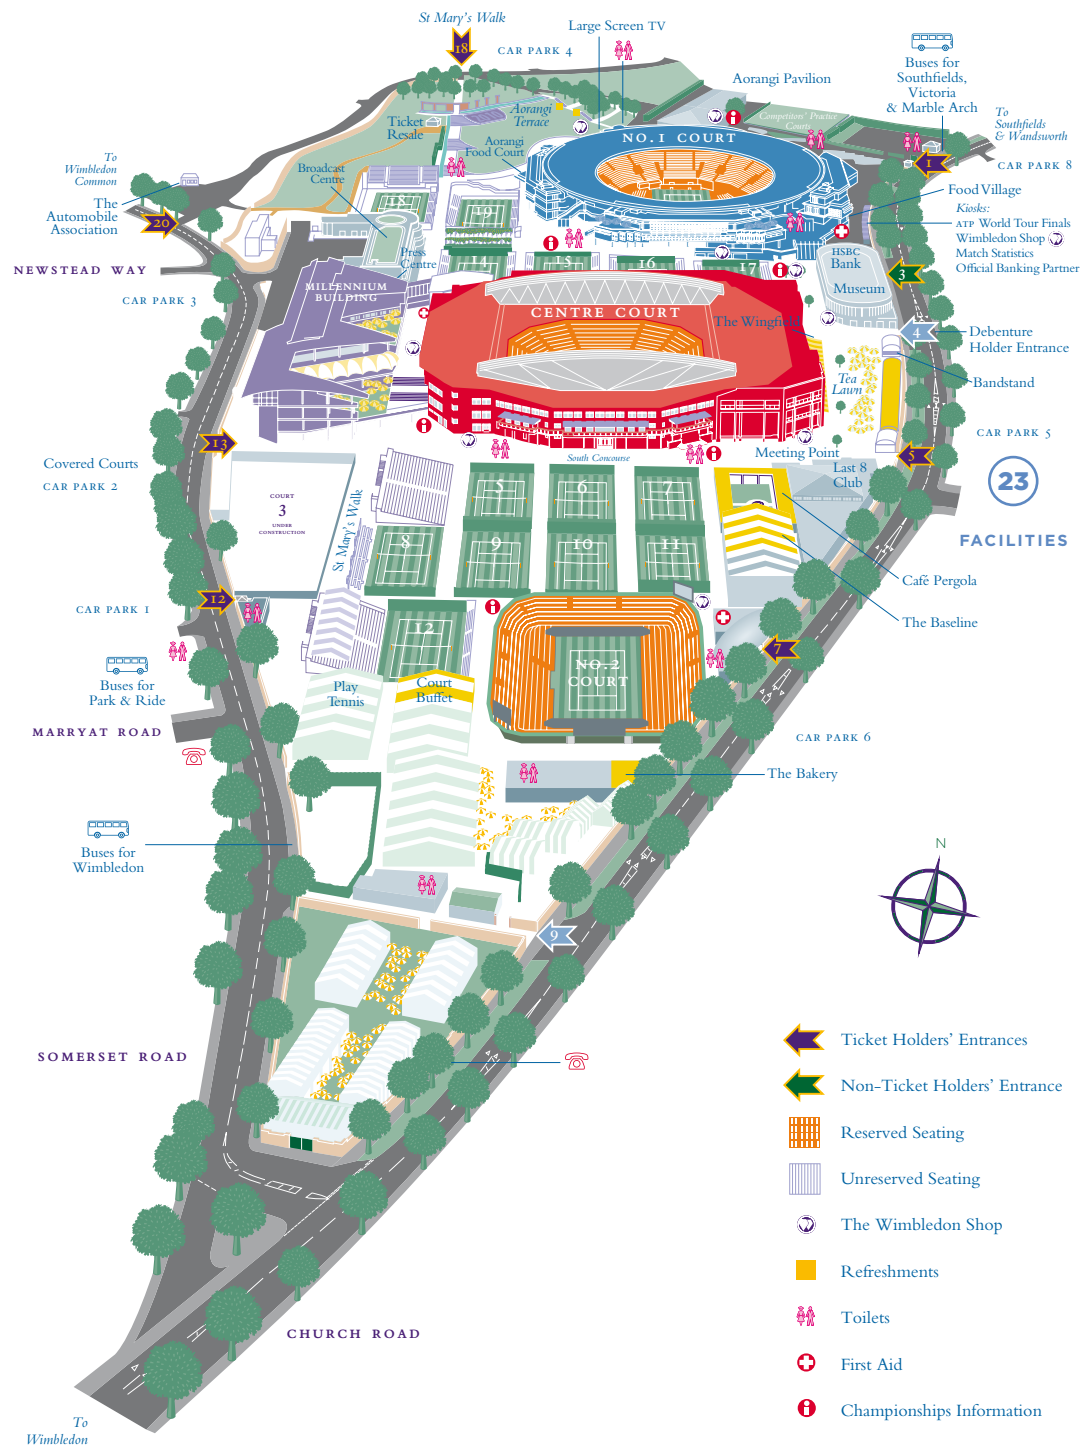 St Mary's Walk
18
CAR PARK 4
Large Screen TV
Buses for
Southfields,
Victoria
& Marble Arch
Aorangi Pavilion
To
Southfields
& Wandsworth
Competitors' Practice
Courts
Aorangi
Terrace
Ticket
Resale
NO.1 COURT
Aorangi
Food Court
1
CAR PARK 8
To
Wimbledon
Common
Broadcast
Centre
Food Village
The
Automobile
Association
20
18
19
Kiosks:
ATP World Tour Finals
Wimbledon Shop
Match Statistics
Official Banking Partner
Press
Centre
14
15
16
17
HSBC
Bank
Museum
3
NEWSTEAD WAY
CAR PARK 3
MILLENNIUM
BUILDING
CENTRE COURT
The Wingfield
4
Debenture
Holder Entrance
Tea
Lawn
Bandstand
13
CAR PARK 5
5
South Concourse
Meeting Point
Last 8
Club
Covered Courts
CAR PARK 2
COURT
3
UNDER
CONSTRUCTION
St Mary's Walk
5
6
7
23
FACILITIES
8
9
10
11
Café Pergola
The Baseline
12
CAR PARK 1
12
7
Buses for
Park & Ride
NO.2
COURT
Play
Tennis
Court
Buffet
MARRYAT ROAD
CAR PARK 6
The Bakery
Buses for
Wimbledon
N
9
SOMERSET ROAD
Ticket Holders' Entrances
Non-Ticket Holders' Entrance
Reserved Seating
Unreserved Seating
The Wimbledon Shop
Refreshments
Toilets
First Aid
Championships Information
CHURCH ROAD
To
Wimbledon